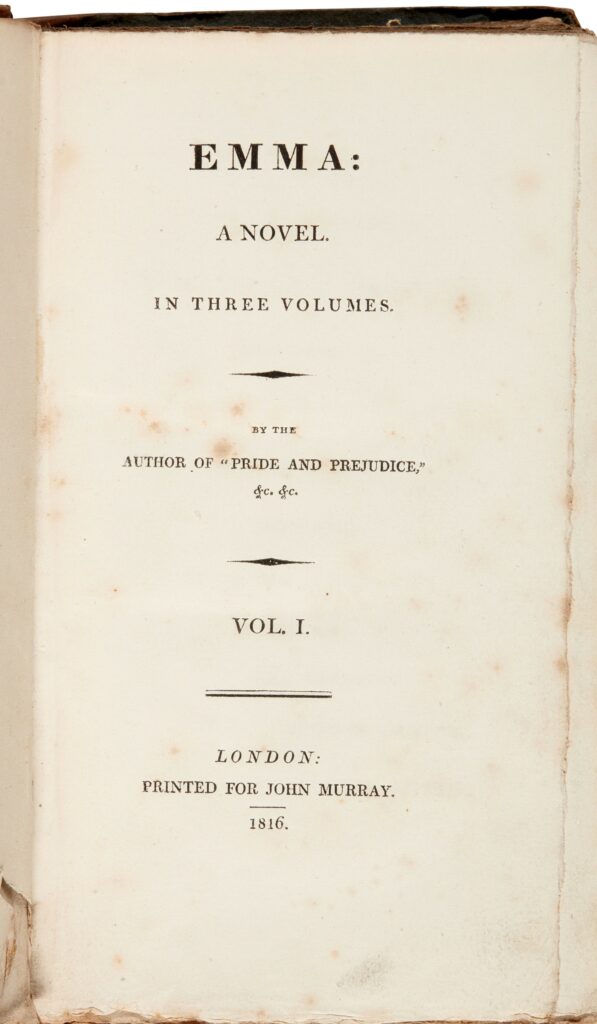 EMMA:
A NOVEL.
IN THREE VOLUMES.
BY THE
AUTHOR OF "PRIDE AND PREJUDICE,"
&c. &c.
VOL. I.
LONDON:
PRINTED FOR JOHN MURRAY.
1816.